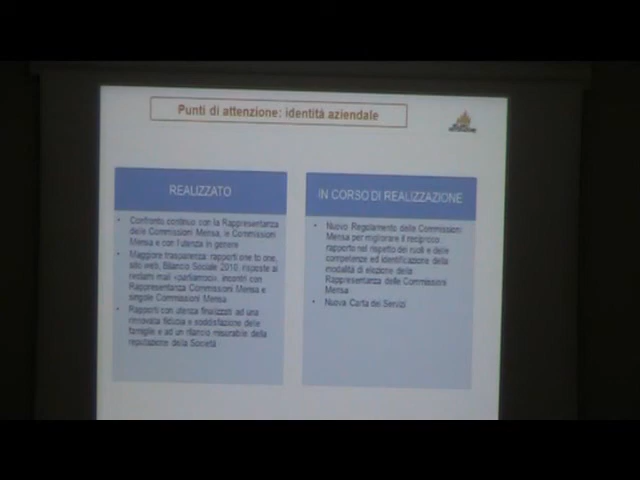 Punti di attenzione: identità aziendale
REALIZZATO
• Confronto continuo con la Rappresentanza
delle Commissioni Mensa, le Commissioni
Mensa e con l'utenza in genere
• Maggiore trasparenza: rapporti one to one,
sito web, Bilancio Sociale 2010, risposte ai
reclami mail «parliamoci», incontri con
Rappresentanza Commissioni Mensa e
singole Commissioni Mensa
• Rapporti con utenza finalizzati ad una
rinnovata fiducia e soddisfazione delle
famiglie e ad un rilancio misurabile della
reputazione della Società
IN CORSO DI REALIZZAZIONE
• Nuovo Regolamento delle Commissioni
Mensa per migliorare il reciproco
rapporto nel rispetto dei ruoli e delle
competenze ed identificazione della
modalità di elezione della
Rappresentanza delle Commissioni
Mensa
• Nuova Carta dei Servizi